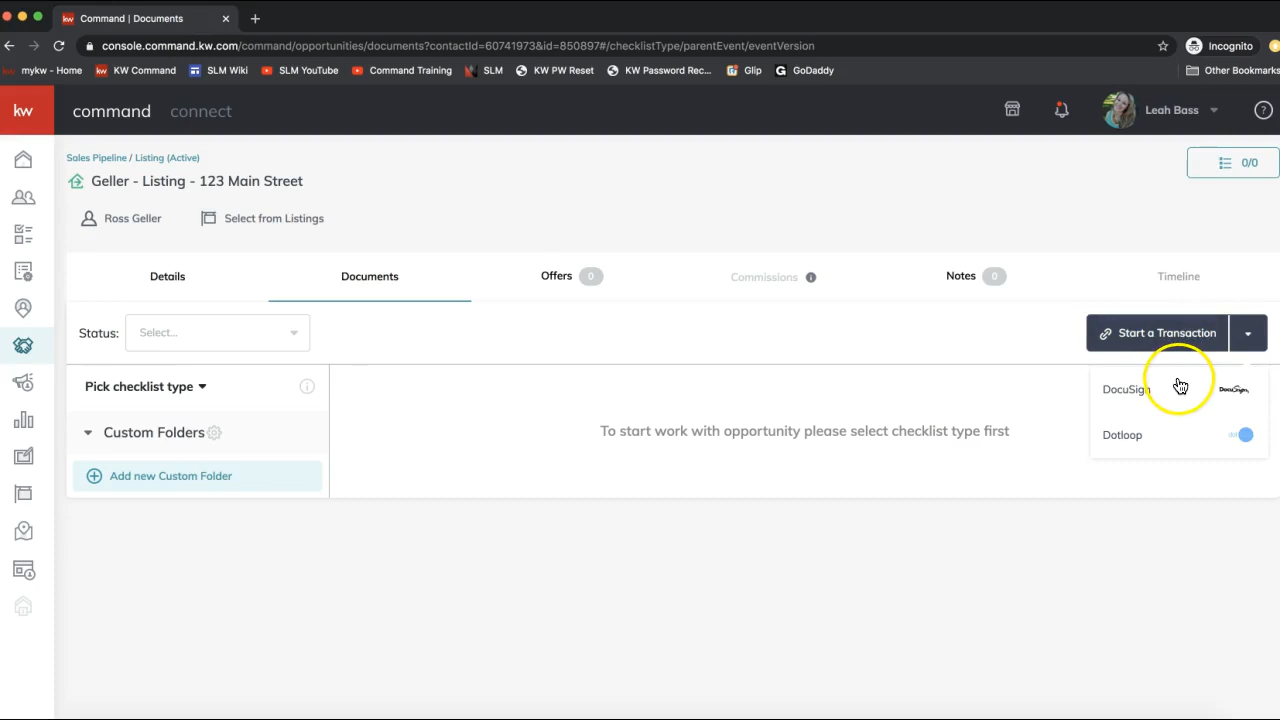 kw Command | Documents
console.command.kw.com/command/opportunities/documents?contactId=60741973&id=850897#/checklistType/parentEvent/eventVersion
Incognito
mykw - Home
KW Command
SLM Wiki
SLM YouTube
Command Training
SLM
KW PW Reset
KW Password Rec...
Glip
GoDaddy
Other Bookmarks
kw
command
connect
Leah Bass
?
Sales Pipeline / Listing (Active)
Geller - Listing - 123 Main Street
0/0
Ross Geller
Select from Listings
Details
Documents
Offers 0
Commissions
Notes 0
Timeline
Status:
Select...
Start a Transaction
Pick checklist type
DocuSign
DocuSign
Custom Folders
To start work with opportunity please select checklist type first
Dotloop
Add new Custom Folder